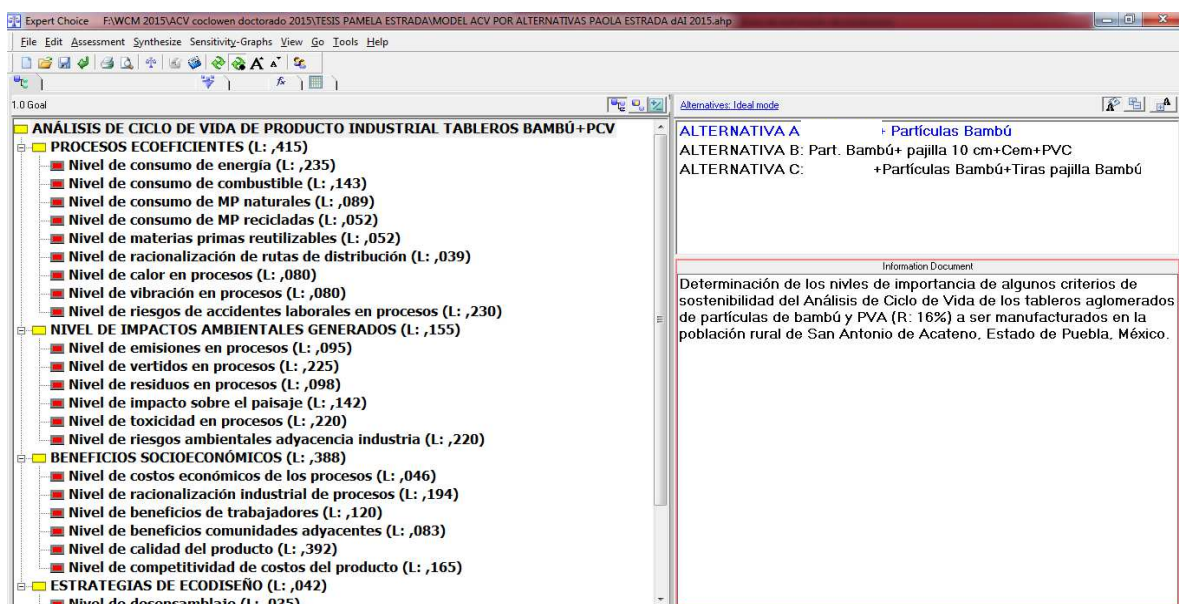 Expert Choice F:\WCM 2015\ACV coclowen doctorado 2015\TESIS PAMELA ESTRADA\MODEL ACV POR ALTERNATIVAS PAOLA ESTRADA dAI 2015.ahp
File Edit Assessment Synthesize Sensitivity-Graphs View Go Tools Help
1.0 Goal
ANÁLISIS DE CICLO DE VIDA DE PRODUCTO INDUSTRIAL TABLEROS BAMBÚ+PCV
PROCESOS ECOEFICIENTES (L: ,415)
Nivel de consumo de energía (L: ,235)
Nivel de consumo de combustible (L: ,143)
Nivel de consumo de MP naturales (L: ,089)
Nivel de consumo de MP recicladas (L: ,052)
Nivel de materias primas reutilizables (L: ,052)
Nivel de racionalización de rutas de distribución (L: ,039)
Nivel de calor en procesos (L: ,080)
Nivel de vibración en procesos (L: ,080)
Nivel de riesgos de accidentes laborales en procesos (L: ,230)
NIVEL DE IMPACTOS AMBIENTALES GENERADOS (L: ,155)
Nivel de emisiones en procesos (L: ,095)
Nivel de vertidos en procesos (L: ,225)
Nivel de residuos en procesos (L: ,098)
Nivel de impacto sobre el paisaje (L: ,142)
Nivel de toxicidad en procesos (L: ,220)
Nivel de riesgos ambientales adyacencia industria (L: ,220)
BENEFICIOS SOCIOECONÓMICOS (L: ,388)
Nivel de costos económicos de los procesos (L: ,046)
Nivel de racionalización industrial de procesos (L: ,194)
Nivel de beneficios de trabajadores (L: ,120)
Nivel de beneficios comunidades adyacentes (L: ,083)
Nivel de calidad del producto (L: ,392)
Nivel de competitividad de costos del producto (L: ,165)
ESTRATEGIAS DE ECODISEÑO (L: ,042)
Nivel de desensamblaje (L: ,035)
Alternatives: Ideal mode
ALTERNATIVA A + Partículas Bambú
ALTERNATIVA B: Part. Bambú+ pajilla 10 cm+Cem+PVC
ALTERNATIVA C: +Partículas Bambú+Tiras pajilla Bambú
Information Document
Determinación de los nivles de importancia de algunos criterios de
sostenibilidad del Análisis de Ciclo de Vida de los tableros aglomerados
de partículas de bambú y PVA (R: 16%) a ser manufacturados en la
población rural de San Antonio de Acateno, Estado de Puebla, México.